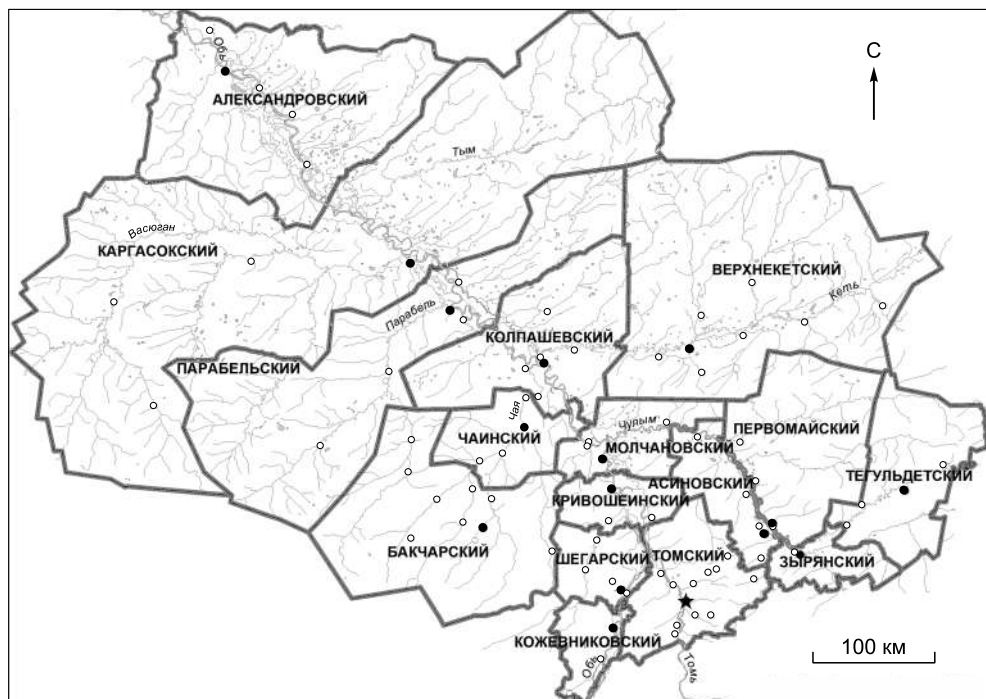 Обь
С
АЛЕКСАНДРОВСКИЙ
Тым
Васюган
КАРГАСОКСКИЙ
ВЕРХНЕКЕТСКИЙ
Кеть
Парабель
КОЛПАШЕВСКИЙ
ПАРАБЕЛЬСКИЙ
Чая
Чулым
ПЕРВОМАЙСКИЙ
ЧАИНСКИЙ
МОЛЧАНОВСКИЙ
ТЕГУЛЬДЕТСКИЙ
АСИНОВСКИЙ
КРИВОШЕИНСКИЙ
БАКЧАРСКИЙ
ШЕГАРСКИЙ
ТОМСКИЙ
ЗЫРЯНСКИЙ
КОЖЕВНИКОВСКИЙ
100 км
Обь
Томь